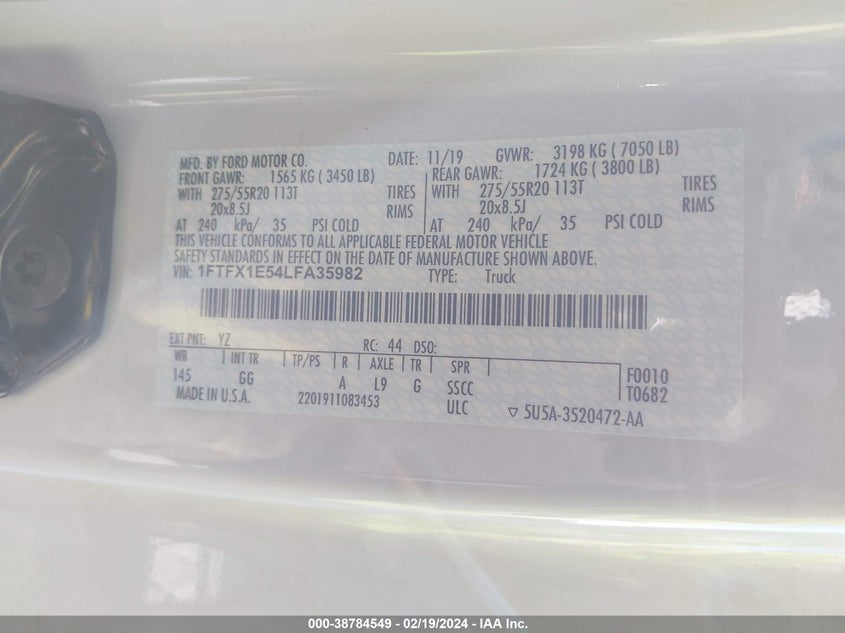 MFD. BY FORD MOTOR CO. DATE: 11/19 GVWR: 3198 KG ( 7050 LB)
FRONT GAWR: 1565 KG ( 3450 LB) REAR GAWR: 1724 KG ( 3800 LB)
WITH 275/55R20 113T TIRES WITH 275/55R20 113T TIRES
20x8.5J RIMS 20x8.5J RIMS
AT 240 kPa/ 35 PSI COLD AT 240 kPa/ 35 PSI COLD
THIS VEHICLE CONFORMS TO ALL APPLICABLE FEDERAL MOTOR VEHICLE
SAFETY STANDARDS IN EFFECT ON THE DATE OF MANUFACTURE SHOWN ABOVE.
VIN: 1FTFX1E54LFA35982 TYPE: Truck
EXT PNT: YZ RC: 44 DSO:
WB INT TR TP/PS R AXLE TR SPR
145 GG A L9 G SSCC
F0010
T0682
MADE IN U.S.A. 2201911083453 ULC ▽ 5U5A-3520472-AA
000-38784549 - 02/19/2024 - IAA Inc.